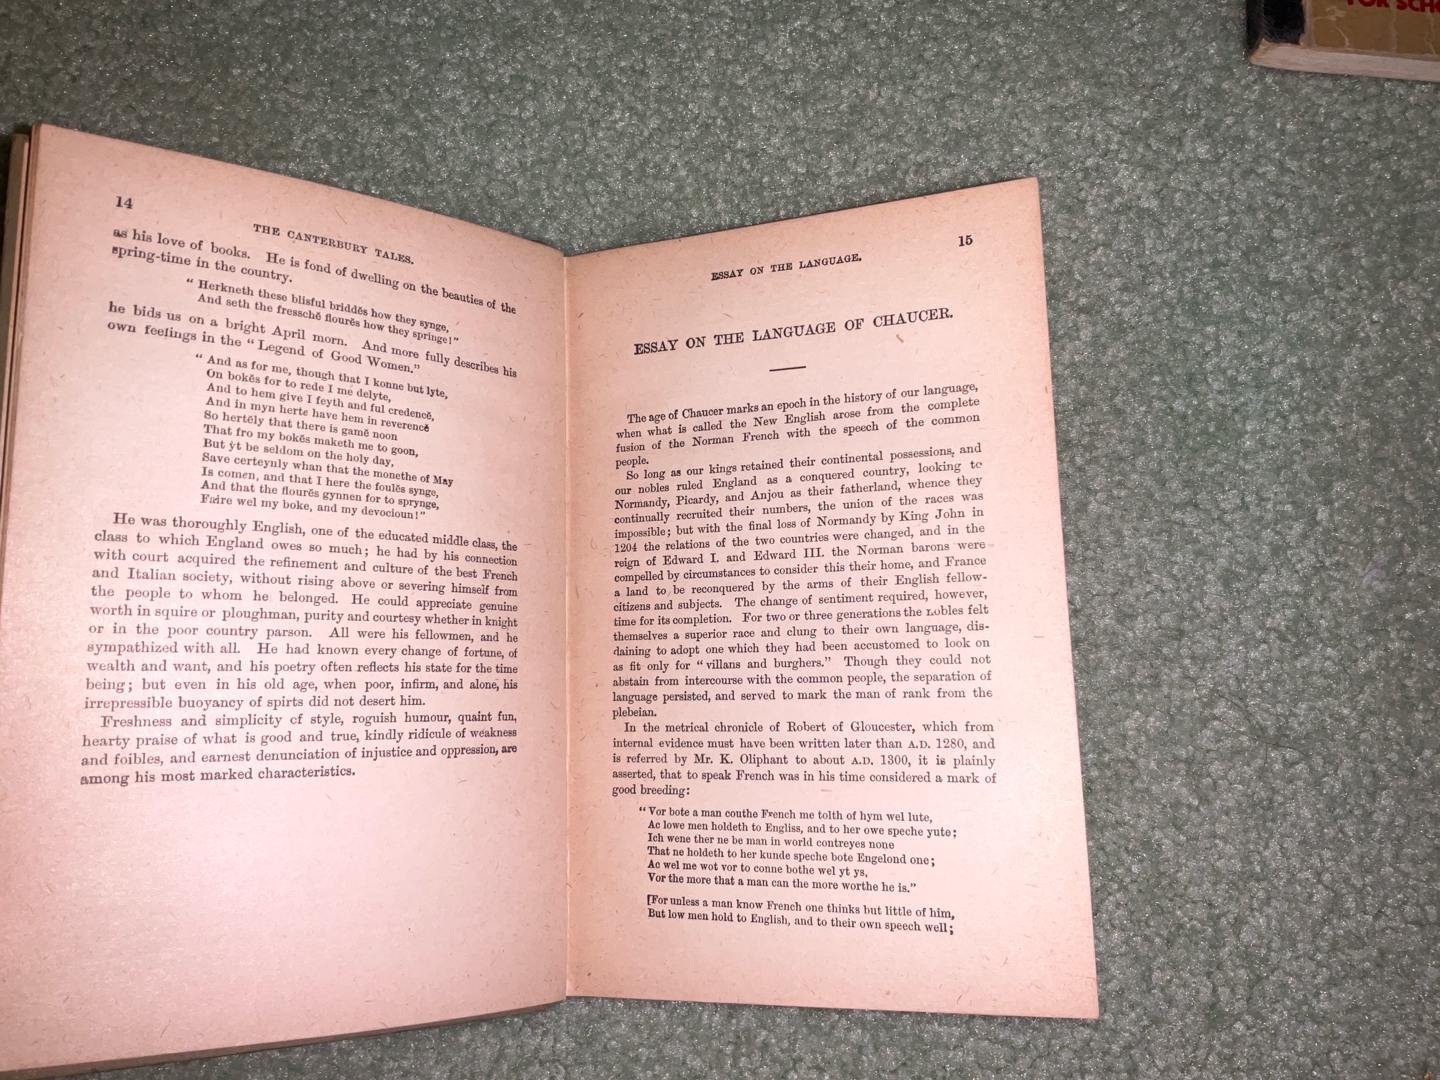 14
THE CANTERBURY TALES.
as his love of books. He is fond of dwelling on the beauties of the
spring-time in the country.
“ Herkneth these blisful briddēs how they synge,
And seth the fresschē flourēs how they springe!”
he bids us on a bright April morn. And more fully describes his
own feelings in the “ Legend of Good Women.”
“ And as for me, though that I konne but lyte,
On bokēs for to rede I me delyte,
And to hem give I feyth and ful credencē,
And in myn herte have hem in reverencē
So hertēly that there is gamē noon
That fro my bokēs maketh me to goon,
But ẏt be seldom on the holy day,
Save certeynly whan that the monethe of May
Is comen, and that I here the foulēs synge,
And that the flourēs gynnen for to sprynge,
Faire wel my boke, and my devocioun!”
He was thoroughly English, one of the educated middle class, the
class to which England owes so much; he had by his connection
with court acquired the refinement and culture of the best French
and Italian society, without rising above or severing himself from
the people to whom he belonged. He could appreciate genuine
worth in squire or ploughman, purity and courtesy whether in knight
or in the poor country parson. All were his fellowmen, and he
sympathized with all. He had known every change of fortune, of
wealth and want, and his poetry often reflects his state for the time
being; but even in his old age, when poor, infirm, and alone, his
irrepressible buoyancy of spirts did not desert him.
Freshness and simplicity of style, roguish humour, quaint fun,
hearty praise of what is good and true, kindly ridicule of weakness
and foibles, and earnest denunciation of injustice and oppression, are
among his most marked characteristics.
15
ESSAY ON THE LANGUAGE.
ESSAY ON THE LANGUAGE OF CHAUCER.
The age of Chaucer marks an epoch in the history of our language,
when what is called the New English arose from the complete
fusion of the Norman French with the speech of the common
people.
So long as our kings retained their continental possessions, and
our nobles ruled England as a conquered country, looking to
Normandy, Picardy, and Anjou as their fatherland, whence they
continually recruited their numbers, the union of the races was
impossible; but with the final loss of Normandy by King John in
1204 the relations of the two countries were changed, and in the
reign of Edward I. and Edward III. the Norman barons were
compelled by circumstances to consider this their home, and France
a land to be reconquered by the arms of their English fellow-
citizens and subjects. The change of sentiment required, however,
time for its completion. For two or three generations the nobles felt
themselves a superior race and clung to their own language, dis-
daining to adopt one which they had been accustomed to look on
as fit only for “ villans and burghers.” Though they could not
abstain from intercourse with the common people, the separation of
language persisted, and served to mark the man of rank from the
plebeian.
In the metrical chronicle of Robert of Gloucester, which from
internal evidence must have been written later than A.D. 1280, and
is referred by Mr. K. Oliphant to about A.D. 1300, it is plainly
asserted, that to speak French was in his time considered a mark of
good breeding:
“ Vor bote a man couthe French me tolth of hym wel lute,
Ac lowe men holdeth to Engliss, and to her owe speche yute;
Ich wene ther ne be man in world contreyes none
That ne holdeth to her kunde speche bote Engelond one;
Ac wel me wot vor to conne bothe wel yt ys,
Vor the more that a man can the more worthe he is.”
[For unless a man know French one thinks but little of him,
But low men hold to English, and to their own speech well;
FOR